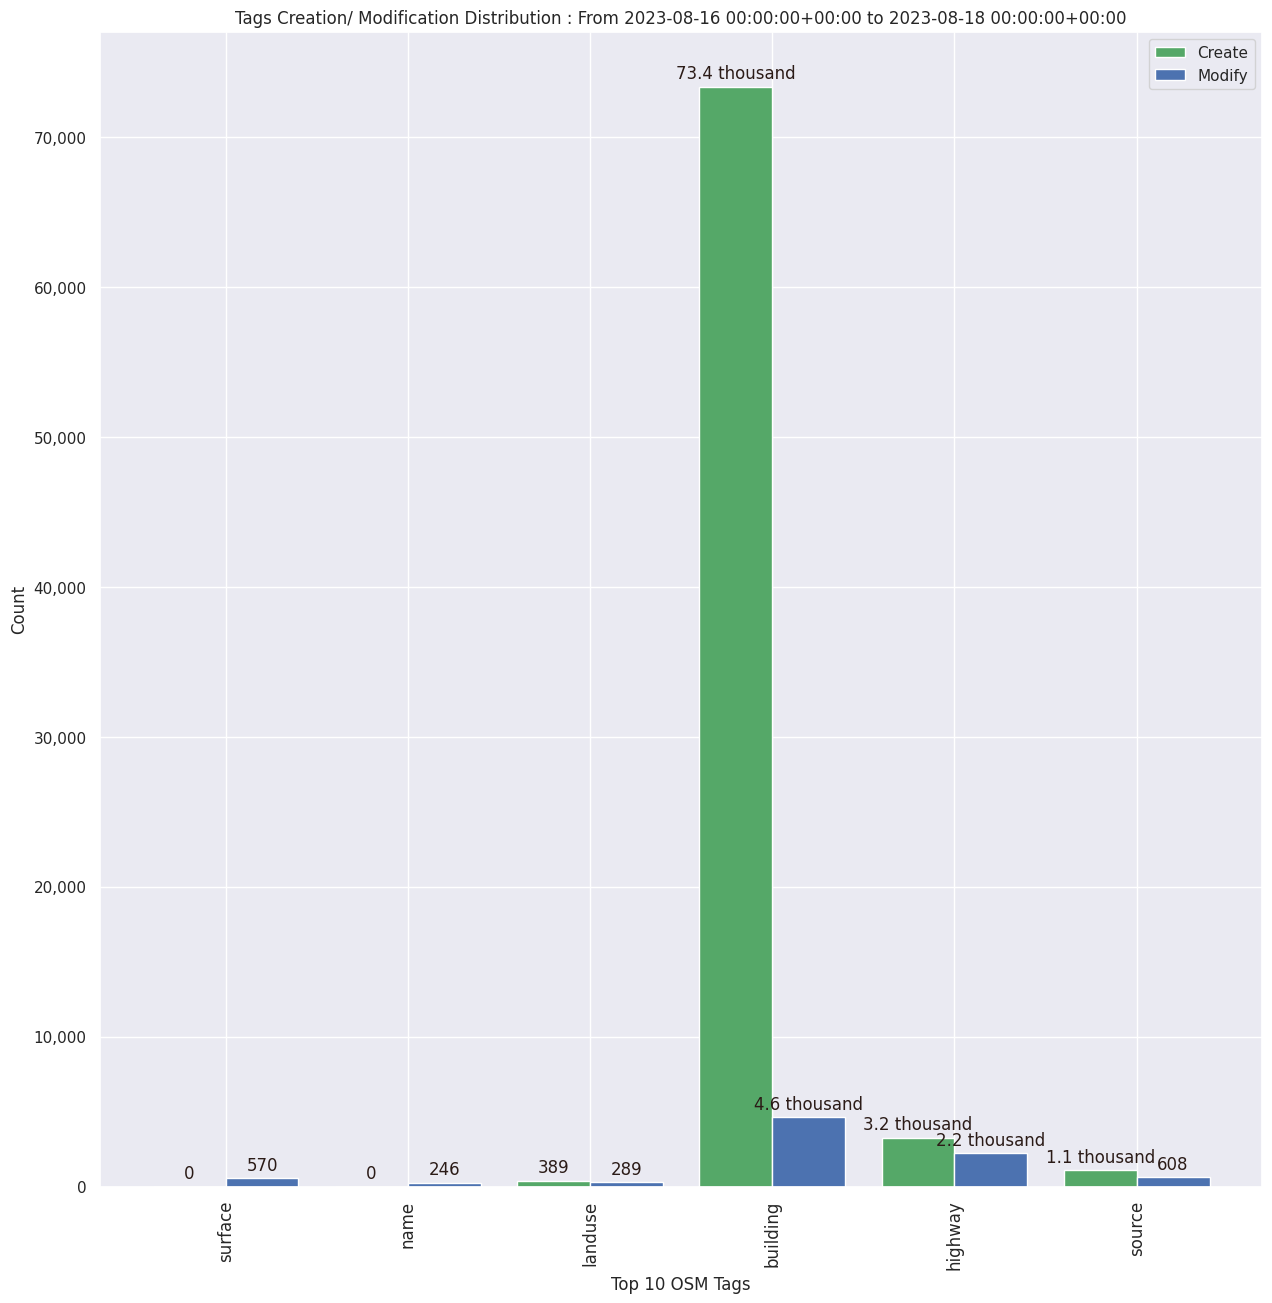 Tags Creation/ Modification Distribution : From 2023-08-16 00:00:00+00:00 to 2023-08-18 00:00:00+00:00
Create
Modify
Count
70,000
60,000
50,000
40,000
30,000
20,000
10,000
0
0
570
0
246
389
289
73.4 thousand
4.6 thousand
3.2 thousand
2.2 thousand
1.1 thousand
608
surface
name
landuse
building
highway
source
Top 10 OSM Tags